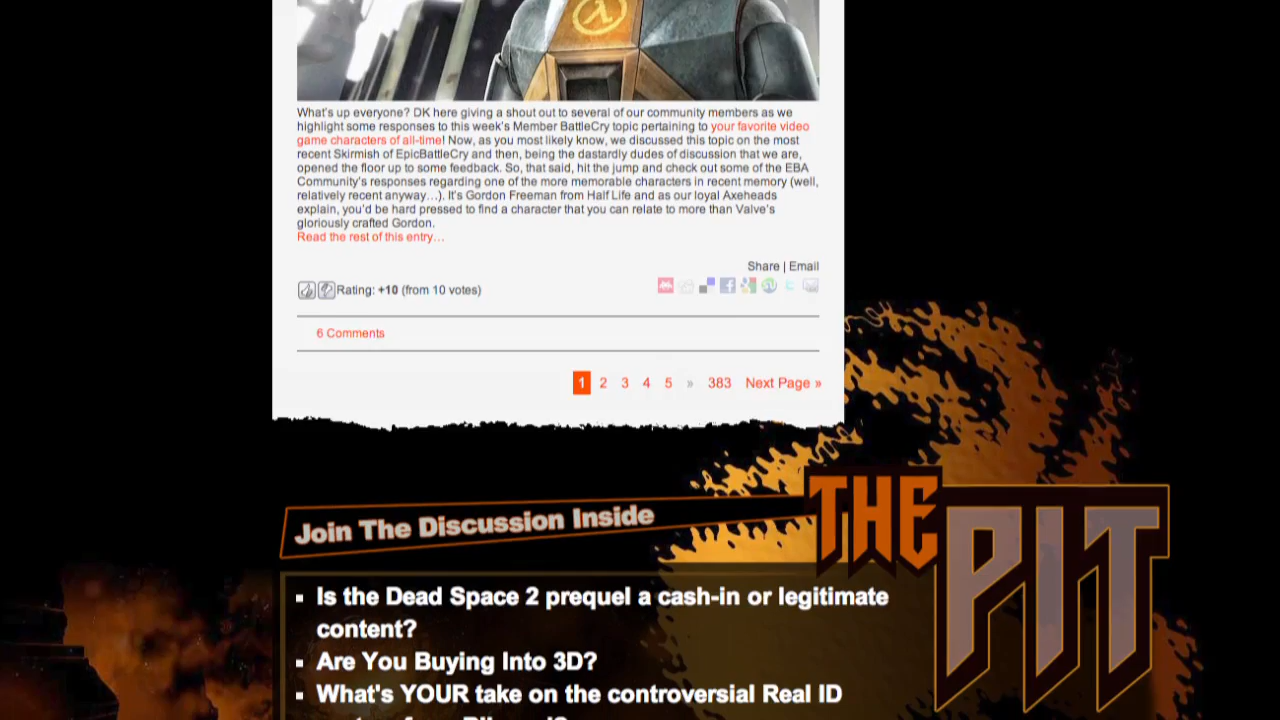 What's up everyone? DK here giving a shout out to several of our community members as we
highlight some responses to this week's Member BattleCry topic pertaining to your favorite video
game characters of all-time! Now, as you most likely know, we discussed this topic on the most
recent Skirmish of EpicBattleCry and then, being the dastardly dudes of discussion that we are,
opened the floor up to some feedback. So, that said, hit the jump and check out some of the EBA
Community's responses regarding one of the more memorable characters in recent memory (well,
relatively recent anyway…). It's Gordon Freeman from Half Life and as our loyal Axeheads
explain, you'd be hard pressed to find a character that you can relate to more than Valve's
gloriously crafted Gordon.
Read the rest of this entry…
Share | Email
Rating: +10 (from 10 votes)
6 Comments
1 2 3 4 5 » 383 Next Page »
Join The Discussion Inside
THE
PIT
▪ Is the Dead Space 2 prequel a cash-in or legitimate
content?
▪ Are You Buying Into 3D?
▪ What's YOUR take on the controversial Real ID